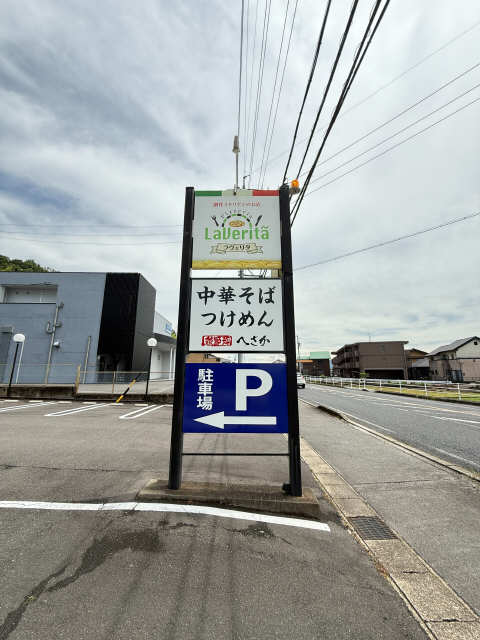 LaVerità
ラヴェリタ
中華そば
つけめん
へさか
駐車場
P